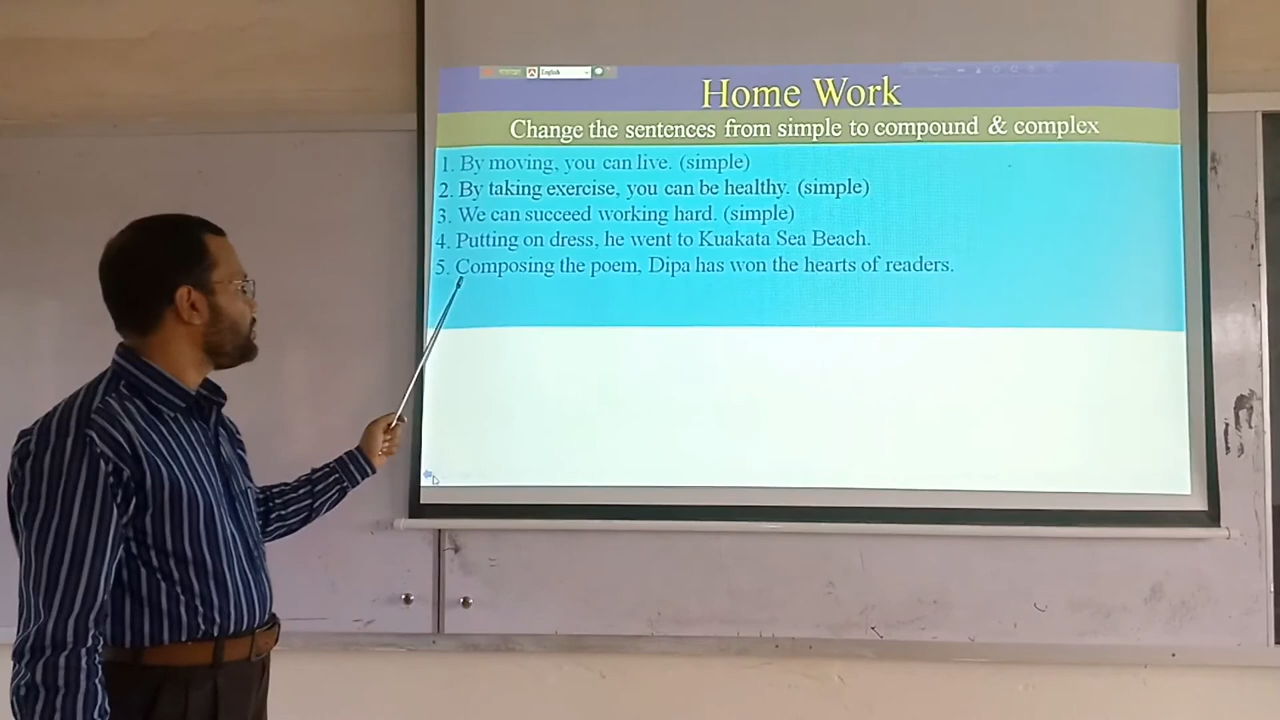 English
Home Work
Change the sentences from simple to compound & complex
1. By moving, you can live. (simple)
2. By taking exercise, you can be healthy. (simple)
3. We can succeed working hard. (simple)
4. Putting on dress, he went to Kuakata Sea Beach.
5. Composing the poem, Dipa has won the hearts of readers.